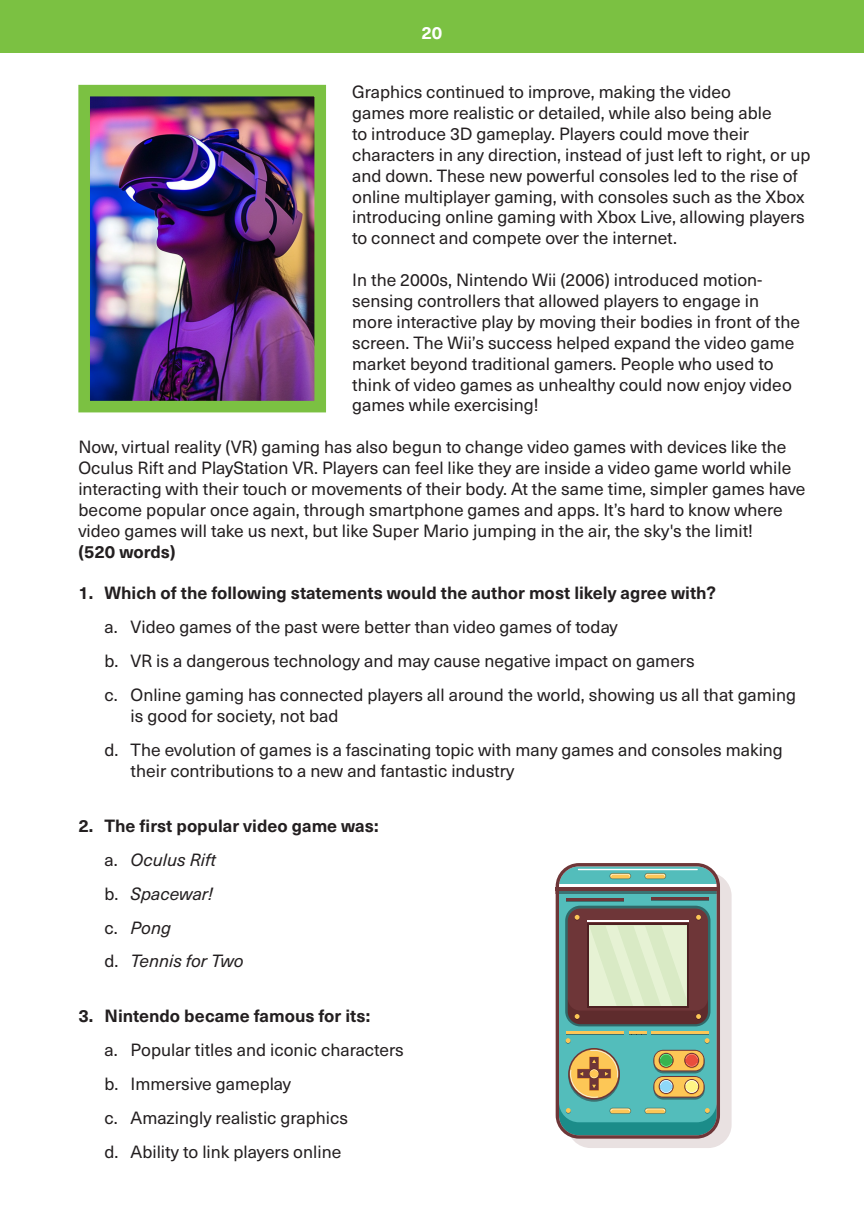 20
Graphics continued to improve, making the video
games more realistic or detailed, while also being able
to introduce 3D gameplay. Players could move their
characters in any direction, instead of just left to right, or up
and down. These new powerful consoles led to the rise of
online multiplayer gaming, with consoles such as the Xbox
introducing online gaming with Xbox Live, allowing players
to connect and compete over the internet.
In the 2000s, Nintendo Wii (2006) introduced motion-
sensing controllers that allowed players to engage in
more interactive play by moving their bodies in front of the
screen. The Wii's success helped expand the video game
market beyond traditional gamers. People who used to
think of video games as unhealthy could now enjoy video
games while exercising!
Now, virtual reality (VR) gaming has also begun to change video games with devices like the
Oculus Rift and PlayStation VR. Players can feel like they are inside a video game world while
interacting with their touch or movements of their body. At the same time, simpler games have
become popular once again, through smartphone games and apps. It's hard to know where
video games will take us next, but like Super Mario jumping in the air, the sky's the limit!
(520 words)
1. Which of the following statements would the author most likely agree with?
a. Video games of the past were better than video games of today
b. VR is a dangerous technology and may cause negative impact on gamers
c. Online gaming has connected players all around the world, showing us all that gaming
is good for society, not bad
d. The evolution of games is a fascinating topic with many games and consoles making
their contributions to a new and fantastic industry
2. The first popular video game was:
a. Oculus Rift
b. Spacewar!
c. Pong
d. Tennis for Two
3. Nintendo became famous for its:
a. Popular titles and iconic characters
b. Immersive gameplay
c. Amazingly realistic graphics
d. Ability to link players online